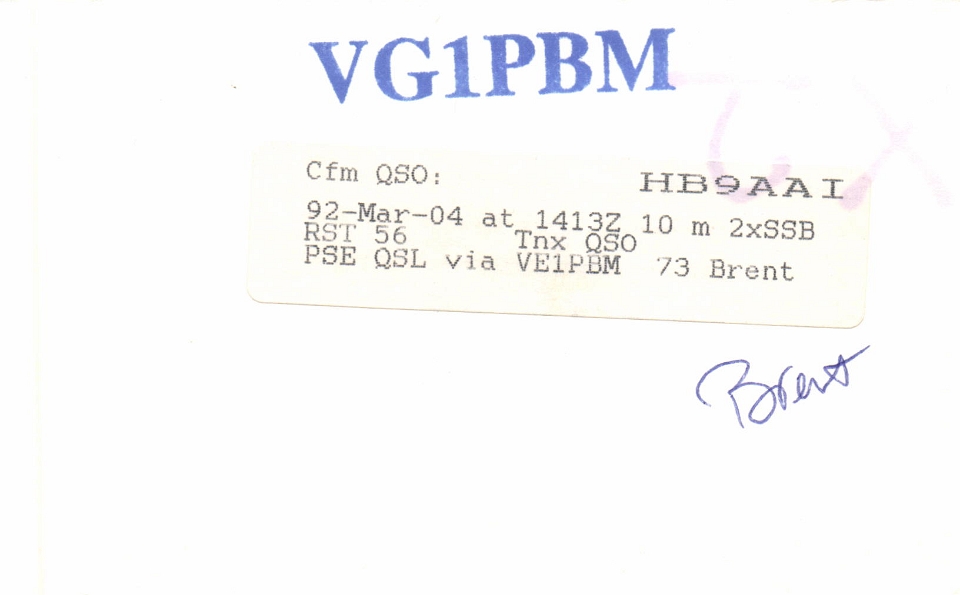 VG1PBM
Cfm QSO: HB9AAI
92-Mar-04 at 1413Z 10 m 2xSSB
RST 56 Tnx QSO
PSE QSL via VE1PBM 73 Brent
Brent